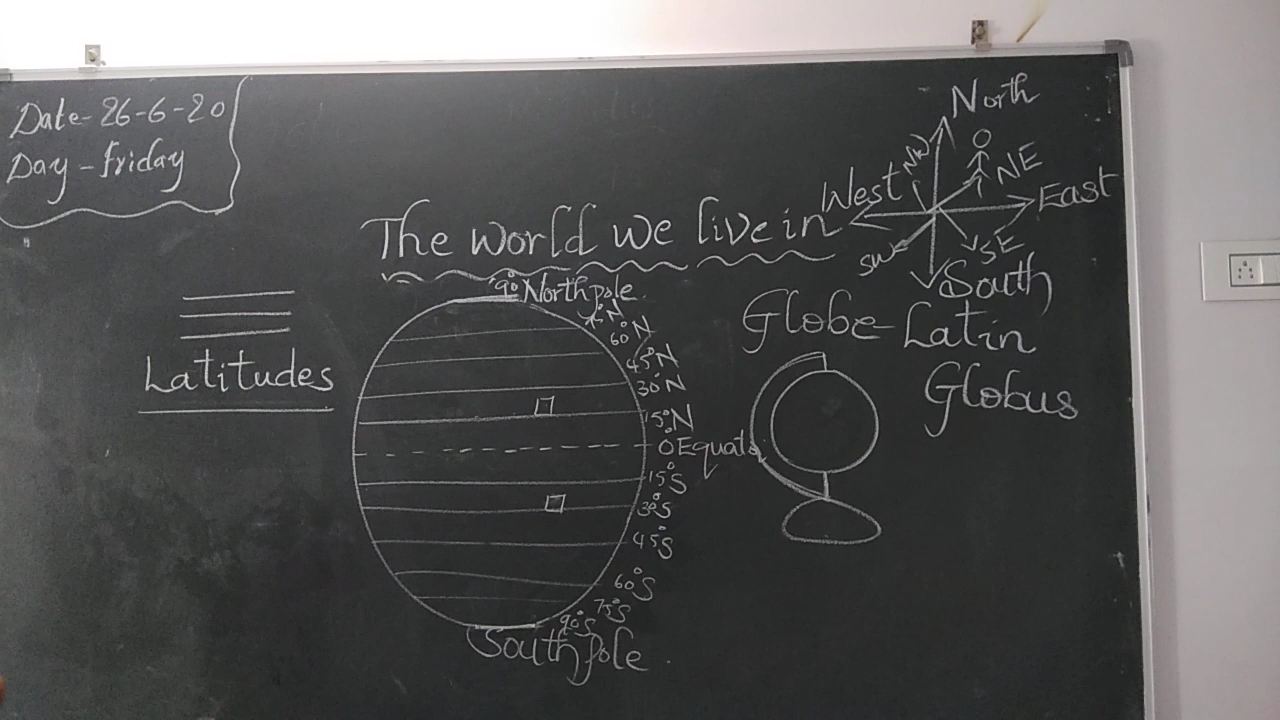 Date- 26-6-20
Day - friday
North
NW
NE
West
East
SW
SE
South
The world we live in
Latitudes
90° North pole.
75°N
60°N
45°N
30°N
15°N
0° Equator
15°S
30°S
45°S
60°S
75°S
90°S
South pole.
Globe - Latin
Globus